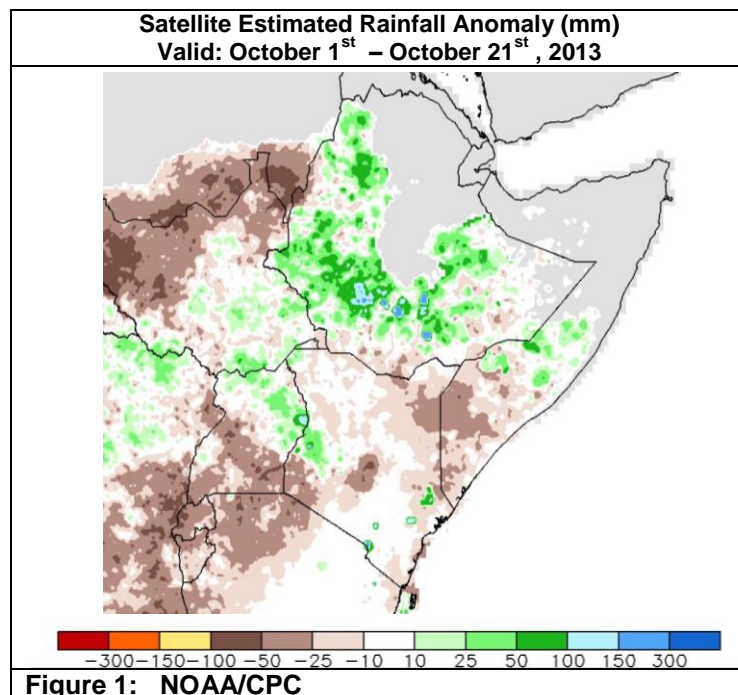 Satellite Estimated Rainfall Anomaly (mm)
Valid: October 1st – October 21st , 2013
-300 -150 -100 -50 -25 -10 10 25 50 100 150 300
Figure 1: NOAA/CPC